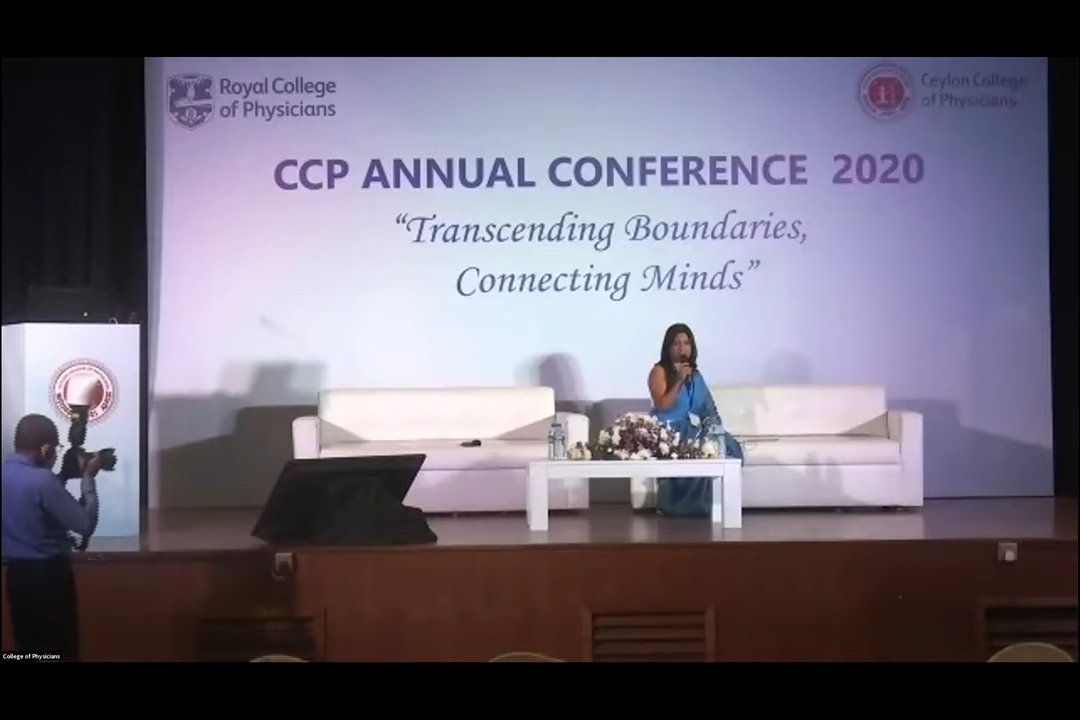 Royal College
of Physicians
Ceylon College
of Physicians
CCP ANNUAL CONFERENCE 2020
“Transcending Boundaries,
Connecting Minds”
College of Physicians